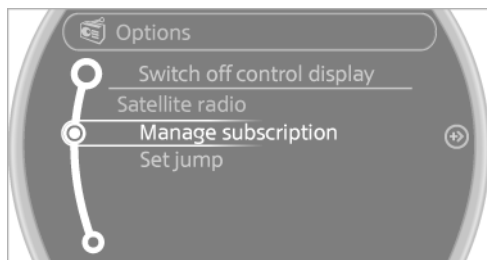 Options
Switch off control display
Satellite radio
Manage subscription
Set jump